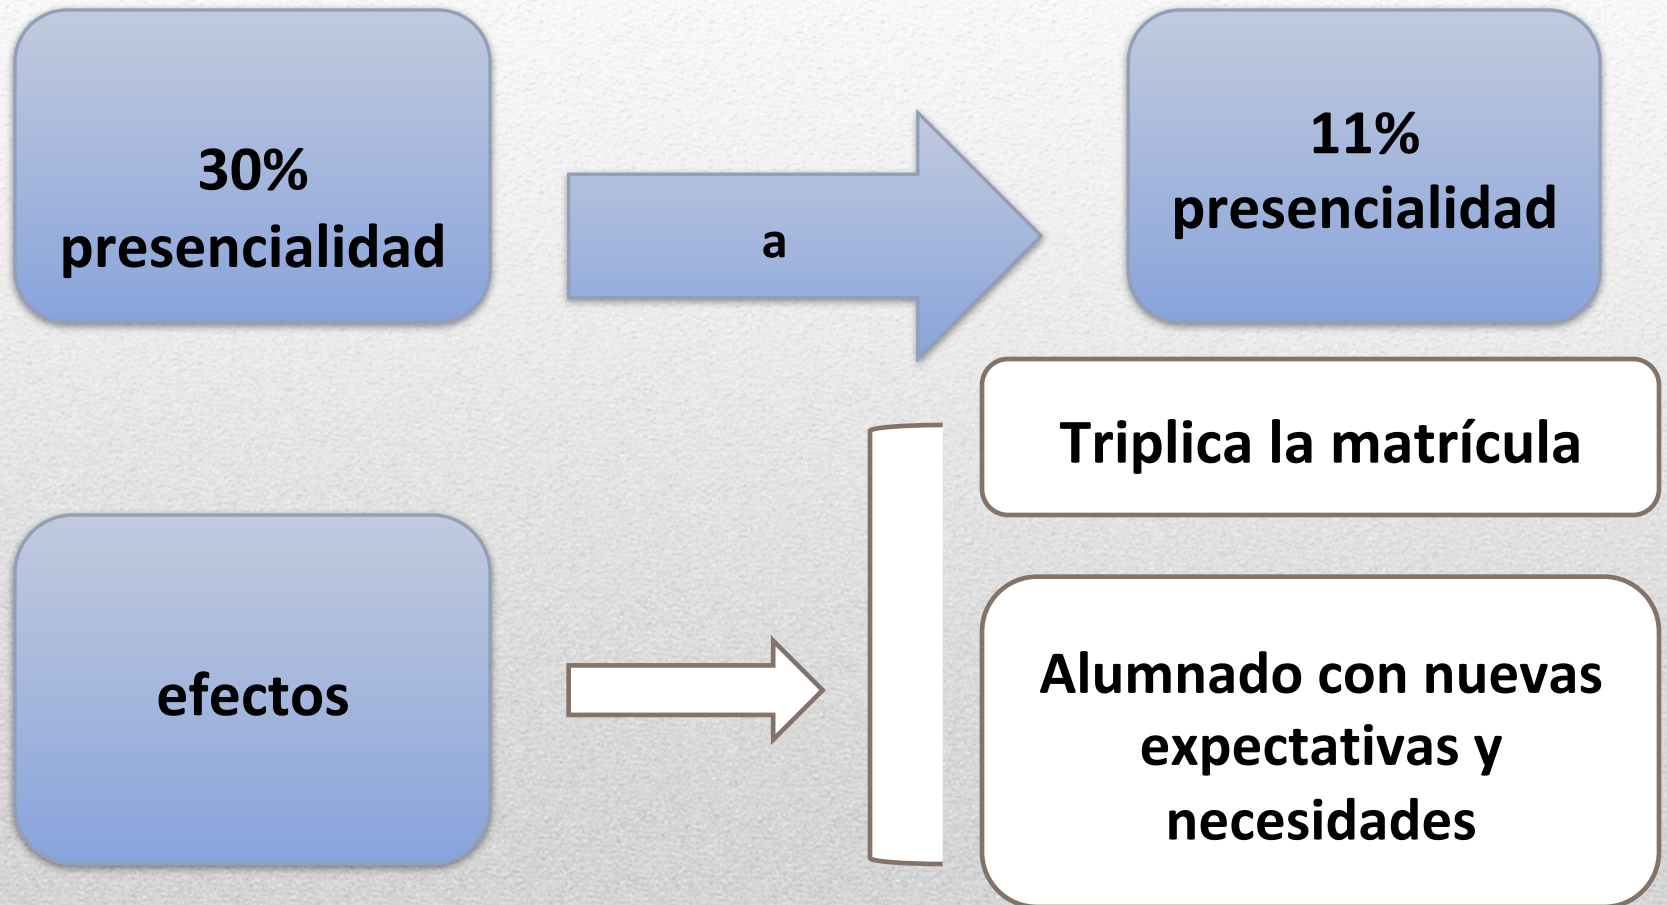 30%
presencialidad
a
11%
presencialidad
Triplica la matrícula
efectos
Alumnado con nuevas
expectativas y
necesidades